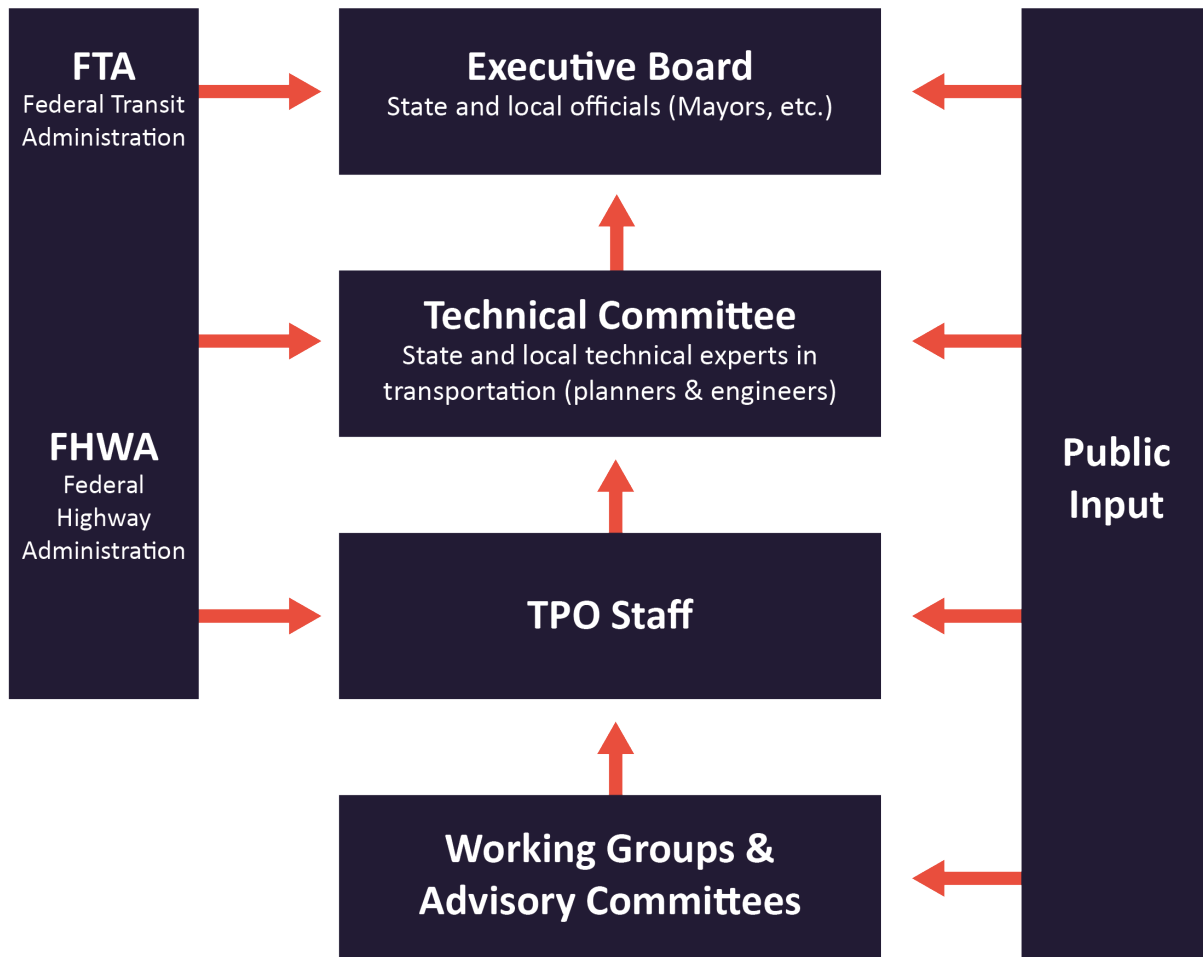 FTA
Federal Transit
Administration
FHWA
Federal
Highway
Administration
Executive Board
State and local officials (Mayors, etc.)
Technical Committee
State and local technical experts in
transportation (planners & engineers)
TPO Staff
Working Groups &
Advisory Committees
Public
Input